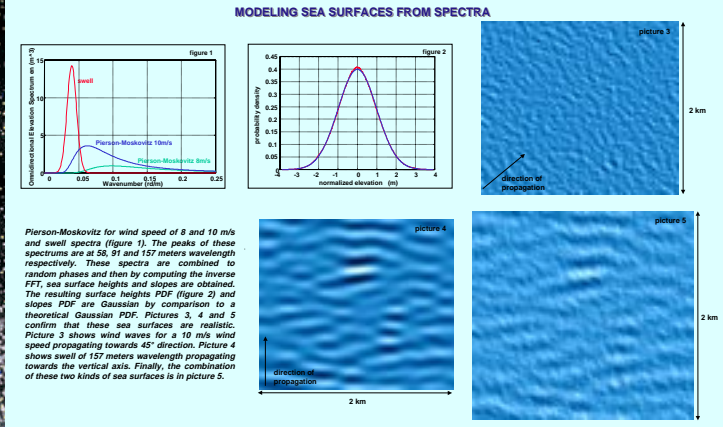 MODELING SEA SURFACES FROM SPECTRA
figure 1
Omnidirectional Elevation Spectrum en (m^3)
15
10
5
0
swell
Pierson-Moskovitz 10m/s
Pierson-Moskovitz 8m/s
0 0.05 0.1 0.15 0.2 0.25
Wavenumber (rd/m)
figure 2
probability density
0.45
0.4
0.35
0.3
0.25
0.2
0.15
0.1
0.05
0
-4 -3 -2 -1 0 1 2 3 4
normalized elevation (m)
picture 3
2 km
direction of
propagation
Pierson-Moskovitz for wind speed of 8 and 10 m/s
and swell spectra (figure 1). The peaks of these
spectrums are at 58, 91 and 157 meters wavelength
respectively. These spectra are combined to
random phases and then by computing the inverse
FFT, sea surface heights and slopes are obtained.
The resulting surface heights PDF (figure 2) and
slopes PDF are Gaussian by comparison to a
theoretical Gaussian PDF. Pictures 3, 4 and 5
confirm that these sea surfaces are realistic.
Picture 3 shows wind waves for a 10 m/s wind
speed propagating towards 45° direction. Picture 4
shows swell of 157 meters wavelength propagating
towards the vertical axis. Finally, the combination
of these two kinds of sea surfaces is in picture 5.
picture 4
direction of
propagation
2 km
picture 5
2 km